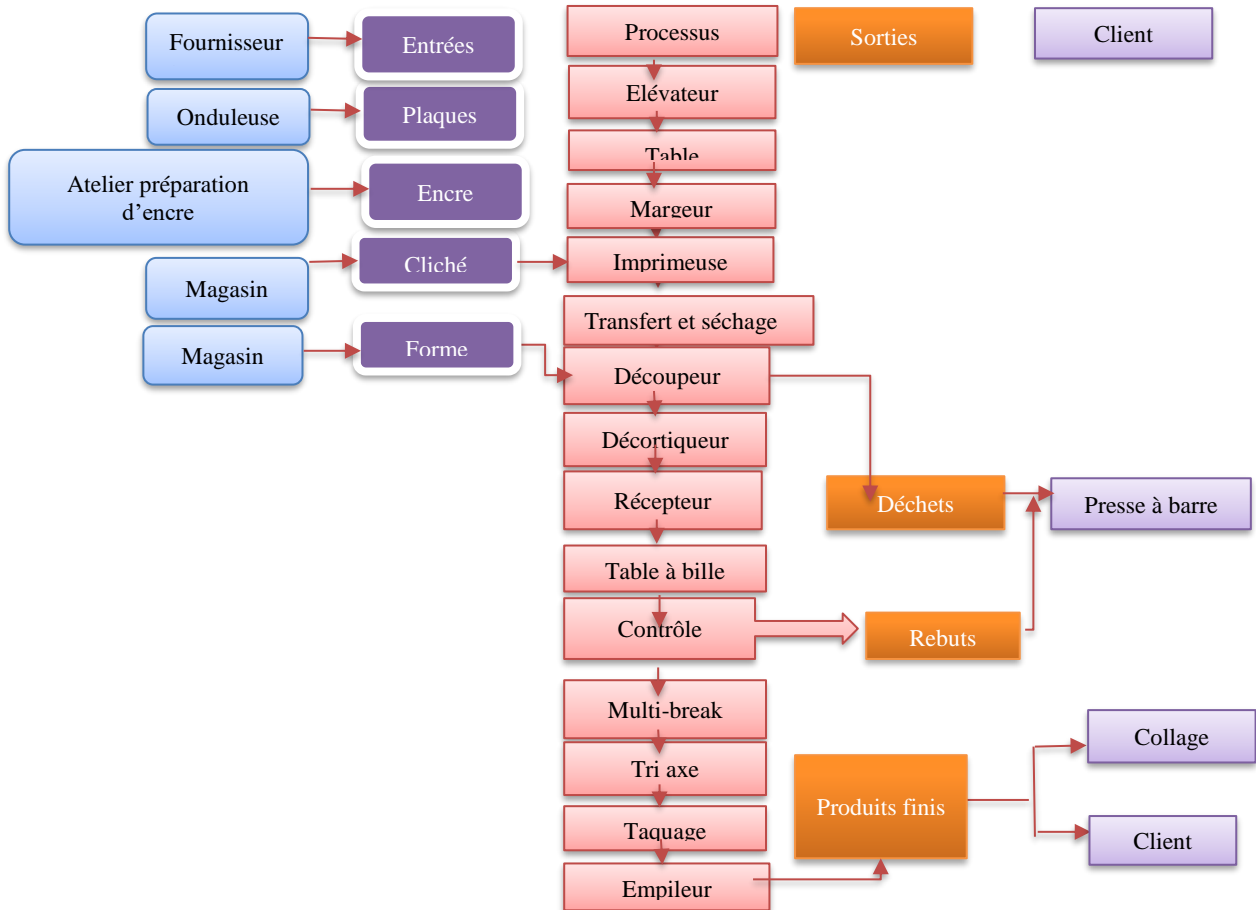 Fournisseur
Entrées
Processus
Sorties
Client
Elévateur
Onduleuse
Plaques
Table
Atelier préparation
d’encre
Encre
Margeur
Magasin
Cliché
Imprimeuse
Transfert et séchage
Magasin
Forme
Découpeur
Décortiqueur
Récepteur
Déchets
Presse à barre
Table à bille
Contrôle
Rebuts
Multi-break
Tri axe
Taquage
Empileur
Produits finis
Collage
Client